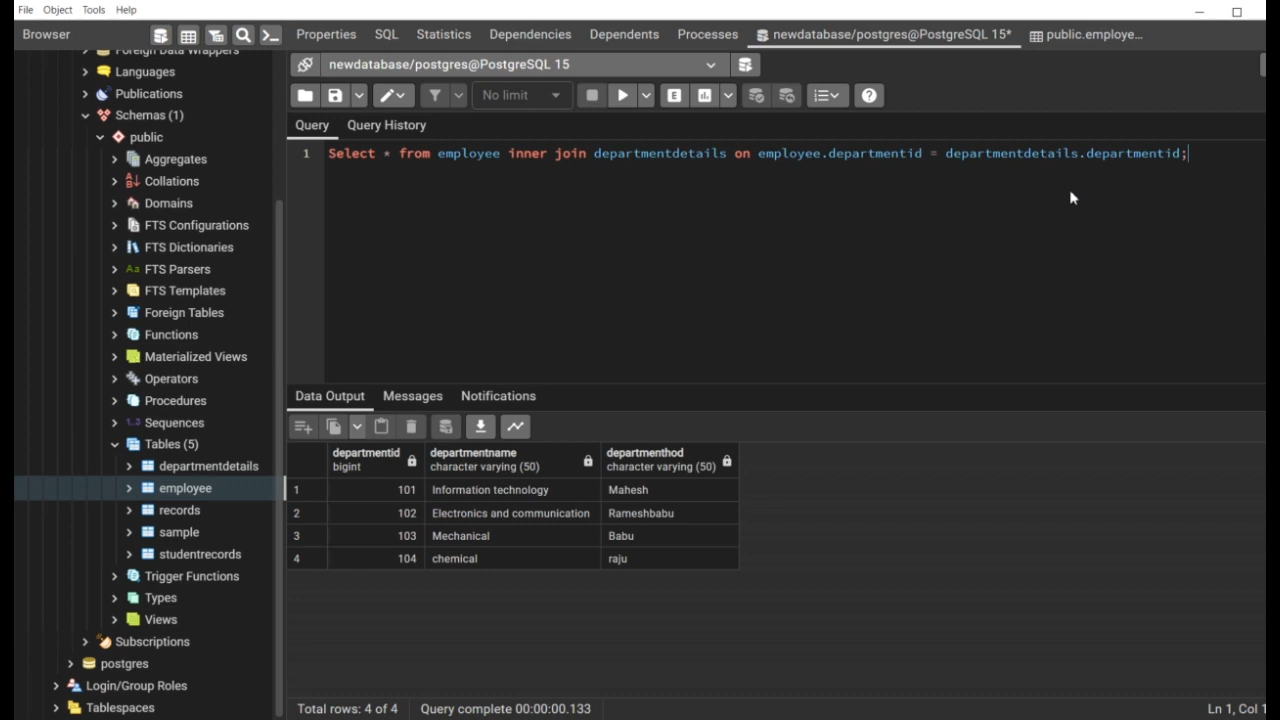 File Object Tools Help
Browser
Properties SQL Statistics Dependencies Dependents Processes newdatabase/postgres@PostgreSQL 15* public.employe...
Foreign Data Wrappers
Languages
Publications
Schemas (1)
public
Aggregates
Collations
Domains
FTS Configurations
FTS Dictionaries
Aa FTS Parsers
FTS Templates
Foreign Tables
Functions
Materialized Views
Operators
Procedures
1..3 Sequences
Tables (5)
departmentdetails
employee
records
sample
studentrecords
Trigger Functions
Types
Views
Subscriptions
postgres
Login/Group Roles
Tablespaces
newdatabase/postgres@PostgreSQL 15
No limit E ?
Query Query History
1 Select * from employee inner join departmentdetails on employee.departmentid = departmentdetails.departmentid;
Data Output Messages Notifications
departmentid departmentname departmenthod
bigint character varying (50) character varying (50)
1 101 Information technology Mahesh
2 102 Electronics and communication Rameshbabu
3 103 Mechanical Babu
4 104 chemical raju
Total rows: 4 of 4 Query complete 00:00:00.133 Ln 1, Col 1